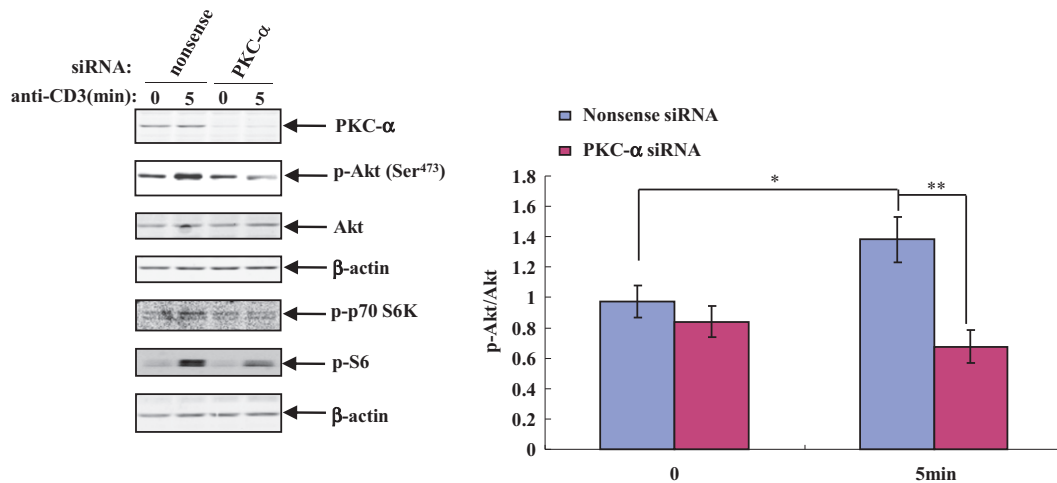 siRNA: nonsense PKC-α
anti-CD3(min): 0 5 0 5
PKC-α
p-Akt (Ser⁴⁷³)
Akt
β-actin
p-p70 S6K
p-S6
β-actin
Nonsense siRNA
PKC-α siRNA
p-Akt/Akt
1.8
1.6
1.4
1.2
1
0.8
0.6
0.4
0.2
0
* **
0 5min